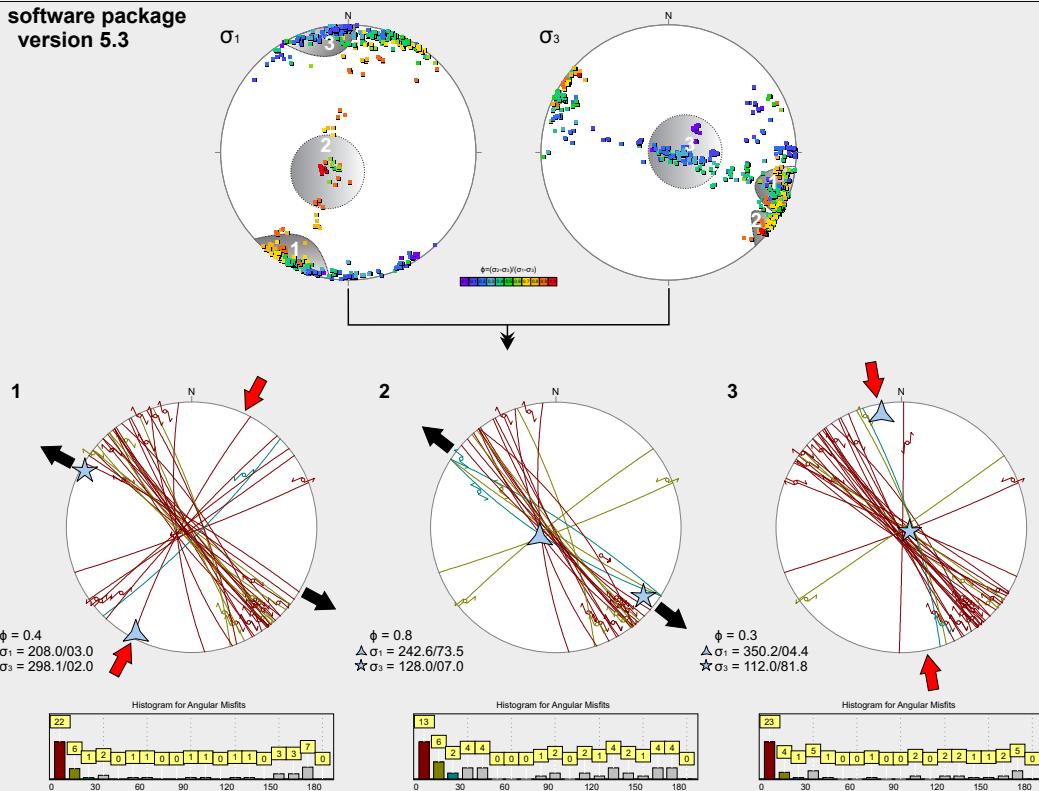 software package
version 5.3
σ1
N
3
2
1
σ3
N
3
1
2
ϕ=(σ2-σ3)/(σ1-σ3)
1
N
ϕ = 0.4
σ1 = 208.0/03.0
σ3 = 298.1/02.0
2
ϕ = 0.8
σ1 = 242.6/73.5
σ3 = 128.0/07.0
3
N
ϕ = 0.3
σ1 = 350.2/04.4
σ3 = 112.0/81.8
Histogram for Angular Misfits
22 6 1 2 0 1 1 0 0 1 1 0 1 1 0 3 3 7 0
0 30 60 90 120 150 180
Histogram for Angular Misfits
13 6 2 4 4 0 0 0 1 2 0 2 1 4 2 1 4 4 0
0 30 60 90 120 150 180
Histogram for Angular Misfits
23 4 1 5 1 0 0 1 0 0 2 0 2 2 1 1 2 5 0
0 30 60 90 120 150 180